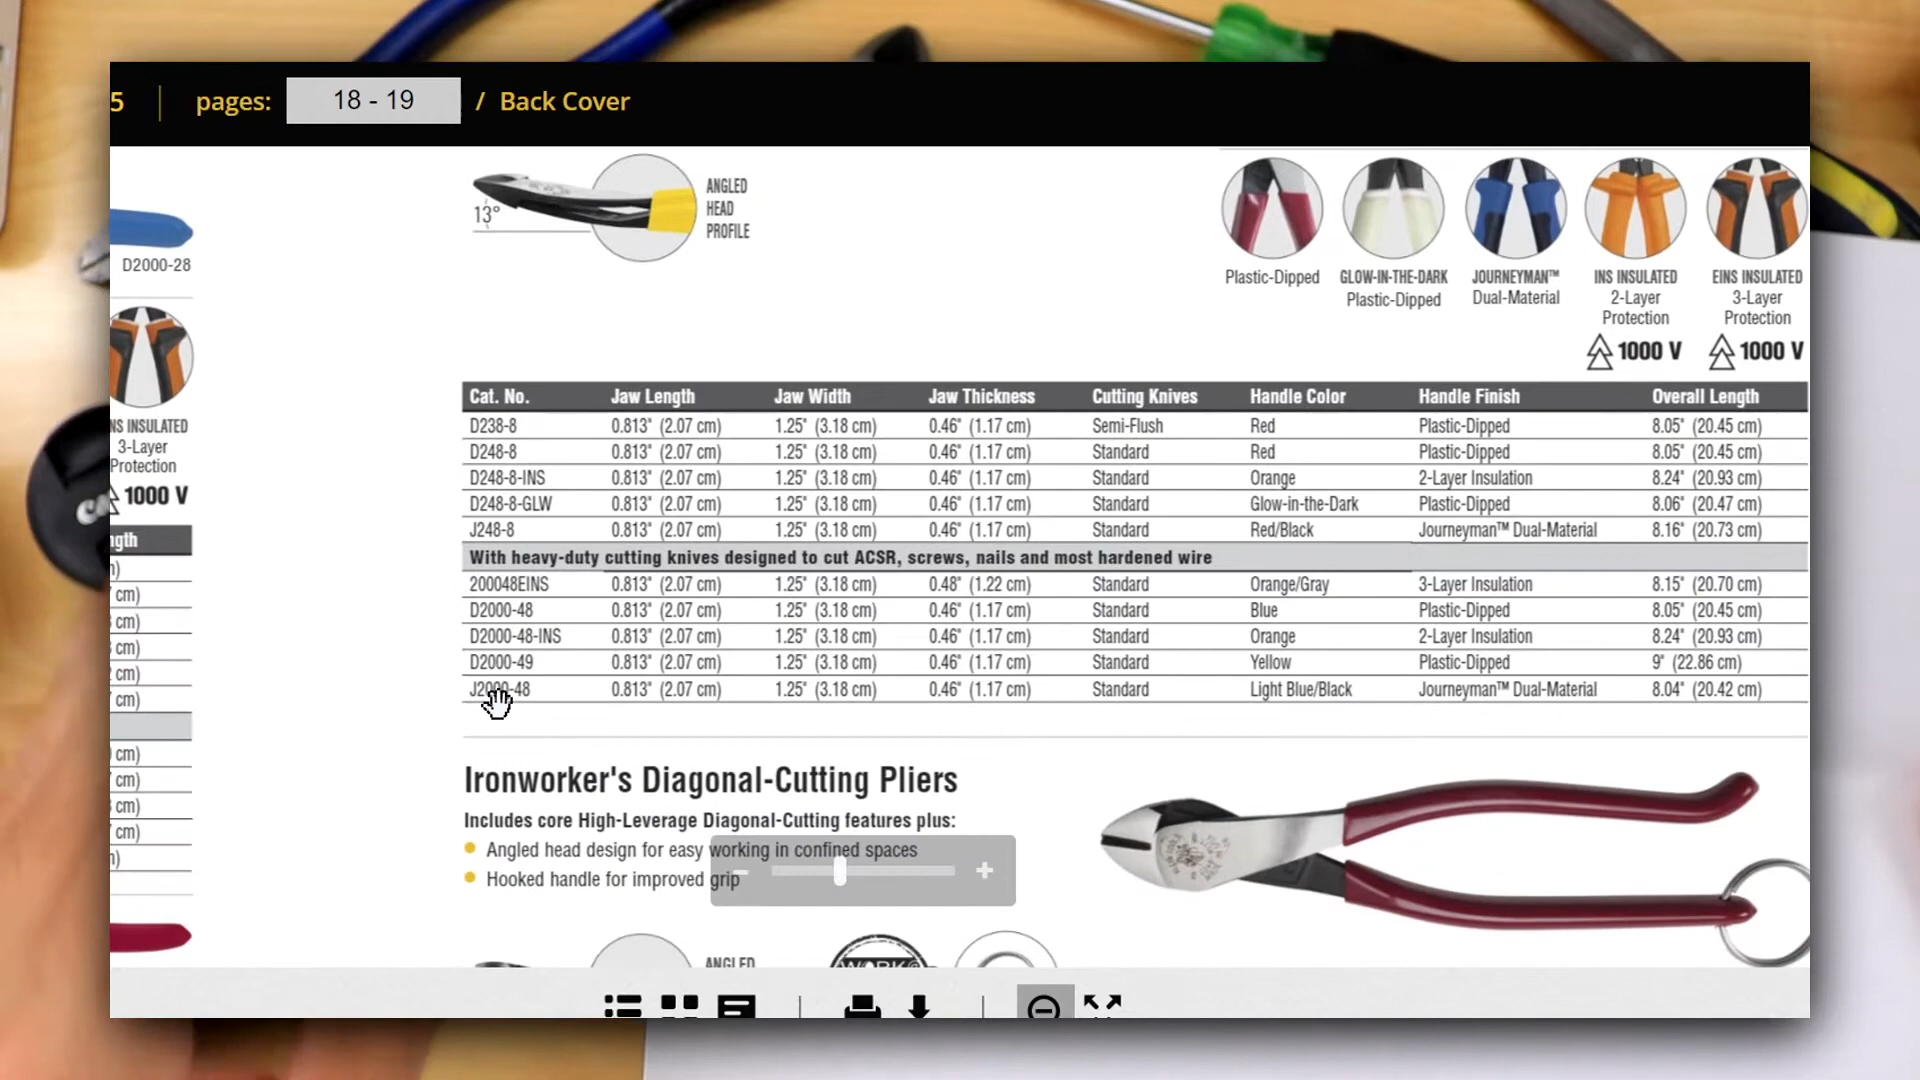 5 | pages: 18 - 19 / Back Cover
D2000-28
NS INSULATED
3-Layer
Protection
1000 V
ngth
cm)
cm)
cm)
cm)
cm)
cm)
cm)
cm)
cm)
13°
ANGLED
HEAD
PROFILE
Plastic-Dipped
GLOW-IN-THE-DARK
Plastic-Dipped
JOURNEYMAN™
Dual-Material
INS INSULATED
2-Layer
Protection
1000 V
EINS INSULATED
3-Layer
Protection
1000 V
Cat. No. Jaw Length Jaw Width Jaw Thickness Cutting Knives Handle Color Handle Finish Overall Length
D238-8 0.813" (2.07 cm) 1.25" (3.18 cm) 0.46" (1.17 cm) Semi-Flush Red Plastic-Dipped 8.05" (20.45 cm)
D248-8 0.813" (2.07 cm) 1.25" (3.18 cm) 0.46" (1.17 cm) Standard Red Plastic-Dipped 8.05" (20.45 cm)
D248-8-INS 0.813" (2.07 cm) 1.25" (3.18 cm) 0.46" (1.17 cm) Standard Orange 2-Layer Insulation 8.24" (20.93 cm)
D248-8-GLW 0.813" (2.07 cm) 1.25" (3.18 cm) 0.46" (1.17 cm) Standard Glow-in-the-Dark Plastic-Dipped 8.06" (20.47 cm)
J248-8 0.813" (2.07 cm) 1.25" (3.18 cm) 0.46" (1.17 cm) Standard Red/Black Journeyman™ Dual-Material 8.16" (20.73 cm)
With heavy-duty cutting knives designed to cut ACSR, screws, nails and most hardened wire
200048EINS 0.813" (2.07 cm) 1.25" (3.18 cm) 0.48" (1.22 cm) Standard Orange/Gray 3-Layer Insulation 8.15" (20.70 cm)
D2000-48 0.813" (2.07 cm) 1.25" (3.18 cm) 0.46" (1.17 cm) Standard Blue Plastic-Dipped 8.05" (20.45 cm)
D2000-48-INS 0.813" (2.07 cm) 1.25" (3.18 cm) 0.46" (1.17 cm) Standard Orange 2-Layer Insulation 8.24" (20.93 cm)
D2000-49 0.813" (2.07 cm) 1.25" (3.18 cm) 0.46" (1.17 cm) Standard Yellow Plastic-Dipped 9" (22.86 cm)
J2000-48 0.813" (2.07 cm) 1.25" (3.18 cm) 0.46" (1.17 cm) Standard Light Blue/Black Journeyman™ Dual-Material 8.04" (20.42 cm)
Ironworker's Diagonal-Cutting Pliers
Includes core High-Leverage Diagonal-Cutting features plus:
Angled head design for easy working in confined spaces
Hooked handle for improved grip
ANGLED